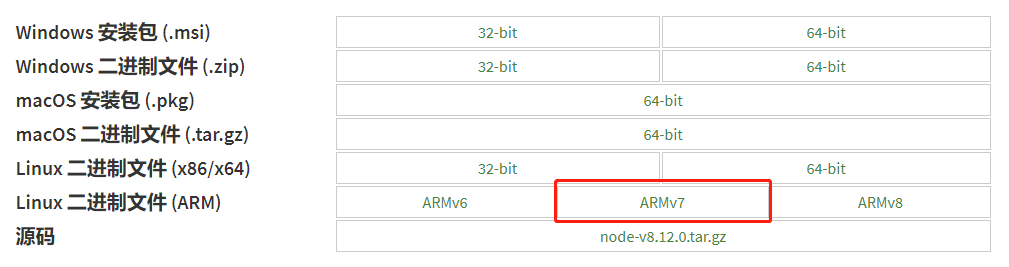 Windows 安装包 (.msi) 32-bit 64-bit
Windows 二进制文件 (.zip) 32-bit 64-bit
macOS 安装包 (.pkg) 64-bit
macOS 二进制文件 (.tar.gz) 64-bit
Linux 二进制文件 (x86/x64) 32-bit 64-bit
Linux 二进制文件 (ARM) ARMv6 ARMv7 ARMv8
源码 node-v8.12.0.tar.gz